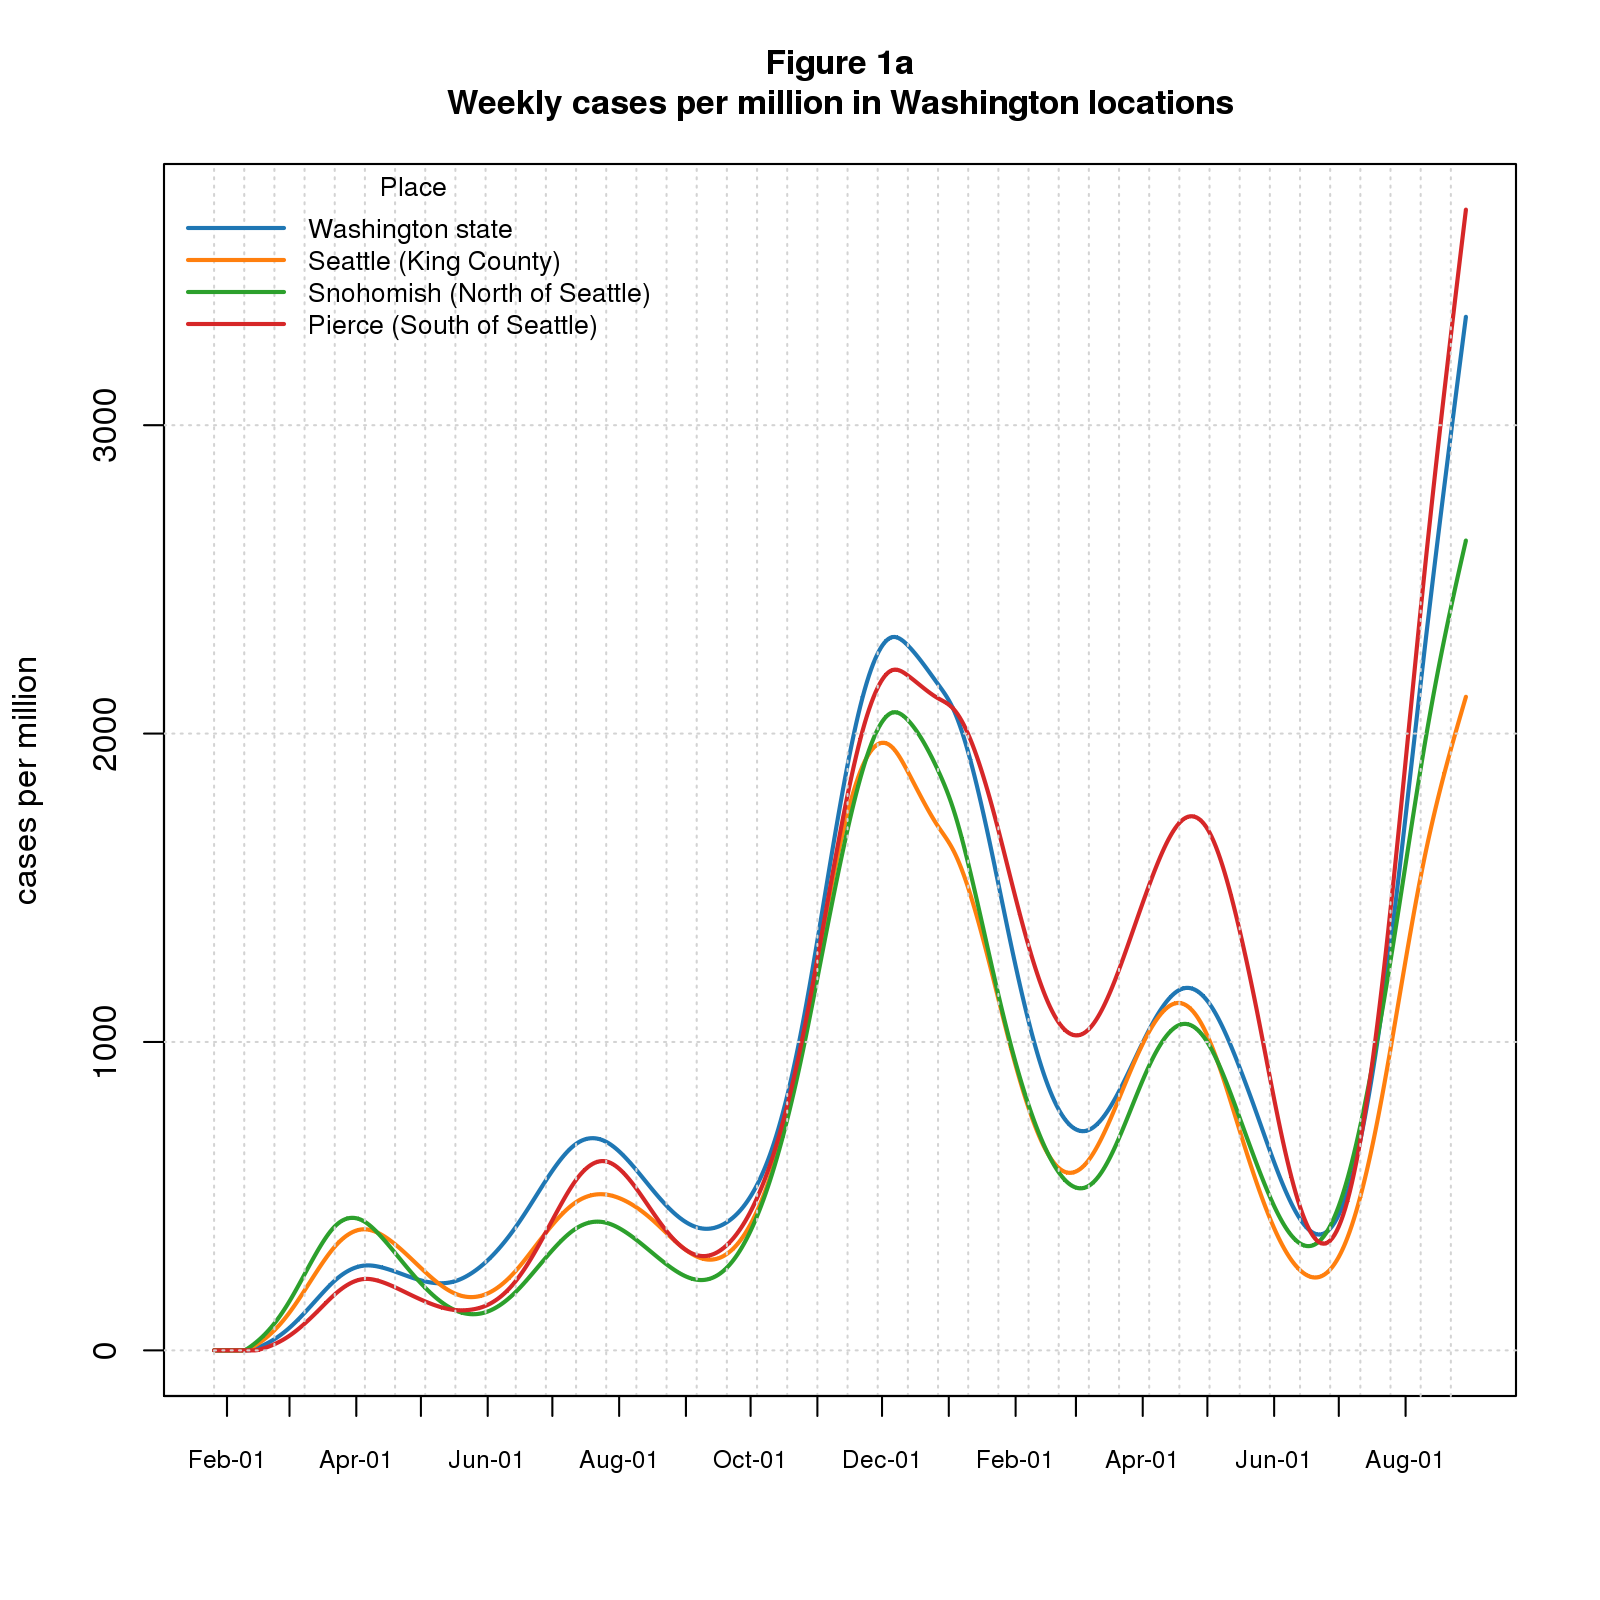 Figure 1a
Weekly cases per million in Washington locations
Place
Washington state
Seattle (King County)
Snohomish (North of Seattle)
Pierce (South of Seattle)
cases per million
3000
2000
1000
0
Feb-01 Apr-01 Jun-01 Aug-01 Oct-01 Dec-01 Feb-01 Apr-01 Jun-01 Aug-01